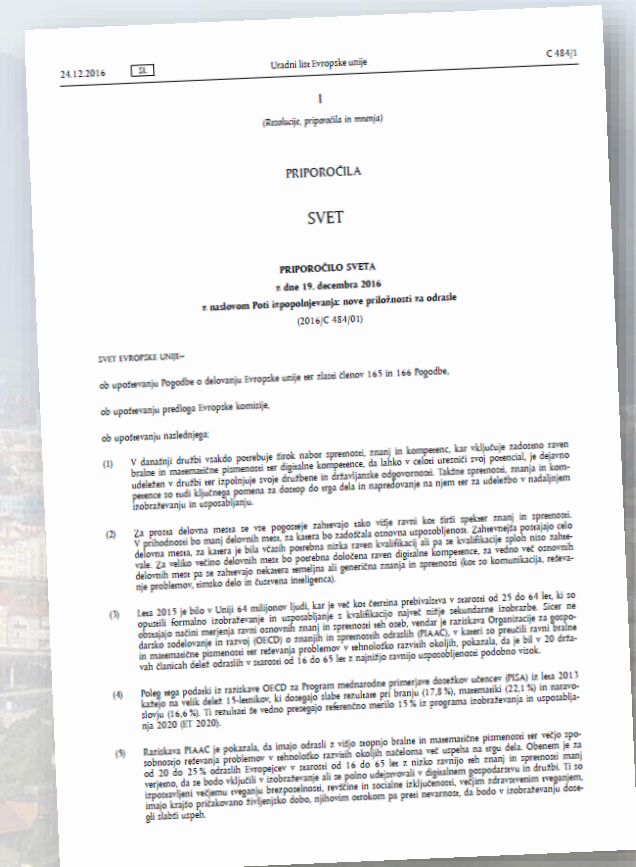 24.12.2016
SL
Uradni list Evropske unije
C 484/1
I
(Resolucije, priporočila in mnenja)
PRIPOROČILA
SVET
PRIPOROČILO SVETA
z dne 19. decembra 2016
z naslovom Poti izpopolnjevanja: nove priložnosti za odrasle
(2016/C 484/01)
SVET EVROPSKE UNIJE–
ob upoštevanju Pogodbe o delovanju Evropske unije ter zlasti členov 165 in 166 Pogodbe,
ob upoštevanju predloga Evropske komisije,
ob upoštevanju naslednjega:
(1) V današnji družbi vsakdo potrebuje širok nabor spretnosti, znanj in kompetenc, kar vključuje zadostno raven
bralne in matematične pismenosti ter digitalne kompetence, da lahko v celoti uresniči svoj potencial, je dejavno
udeležen v družbi ter izpolnjuje svoje družbene in državljanske odgovornosti. Takšne spretnosti, znanja in kom-
petence so tudi ključnega pomena za dostop do trga dela in napredovanje na njem ter za udeležbo v nadaljnjem
izobraževanju in usposabljanju.
(2) Za prosta delovna mesta se vse pogosteje zahtevajo tako višje ravni kot širši spekter znanj in spretnosti.
V prihodnosti bo manj delovnih mest, za katera bo zadoščala osnovna usposobljenost. Zahtevnejša postajajo celo
delovna mesta, za katera je bila včasih potrebna nizka raven kvalifikacij ali pa se kvalifikacije sploh niso zahte-
vale. Za veliko večino delovnih mest bo potrebna določena raven digitalne kompetence, za vedno več osnovnih
delovnih mest pa se zahtevajo nekatera temeljna ali generična znanja in spretnosti (kot so komunikacija, reševa-
nje problemov, timsko delo in čustvena inteligenca).
(3) Leta 2015 je bilo v Uniji 64 milijonov ljudi, kar je več kot četrtina prebivalstva v starosti od 25 do 64 let, ki so
opustili formalno izobraževanje in usposabljanje s kvalifikacijo največ nižje sekundarne izobrazbe. Sicer ne
obstajajo načini merjenja ravni osnovnih znanj in spretnosti teh oseb, vendar je raziskava Organizacije za gospo-
darsko sodelovanje in razvoj (OECD) o znanjih in spretnostih odraslih (PIAAC), v kateri so preučili ravni bralne
in matematične pismenosti ter reševanja problemov v tehnološko razvitih okoljih, pokazala, da je bil v 20 drža-
vah članicah delež odraslih v starosti od 16 do 65 let z najnižjo ravnijo usposobljenosti podobno visok.
(4) Poleg tega podatki iz raziskave OECD za Program mednarodne primerjave dosežkov učencev (PISA) iz leta 2013
kažejo na velik delež 15-letnikov, ki dosegajo slabe rezultate pri branju (17,8 %), matematiki (22,1 %) in naravo-
slovju (16,6 %). Ti rezultati še vedno presegajo referenčno merilo 15 % iz programa izobraževanja in usposablja-
nja 2020 (ET 2020).
(5) Raziskava PIAAC je pokazala, da imajo odrasli z višjo stopnjo bralne in matematične pismenosti ter večjo spo-
sobnostjo reševanja problemov v tehnološko razvitih okoljih načeloma več uspeha na trgu dela. Obenem je za
od 20 do 25 % odraslih Evropejcev v starosti od 16 do 65 let z nizko ravnijo teh znanj in spretnosti manj
verjetno, da se bodo vključili v izobraževanje ali se polno udejstvovali v digitalnem gospodarstvu in družbi. Ti so
izpostavljeni večjemu tveganju brezposelnosti, revščine in socialne izključenosti, večjim zdravstvenim tveganjem,
imajo krajšo pričakovano življenjsko dobo, njihovim otrokom pa preti nevarnost, da bodo v izobraževanju dose-
gli slabši uspeh.